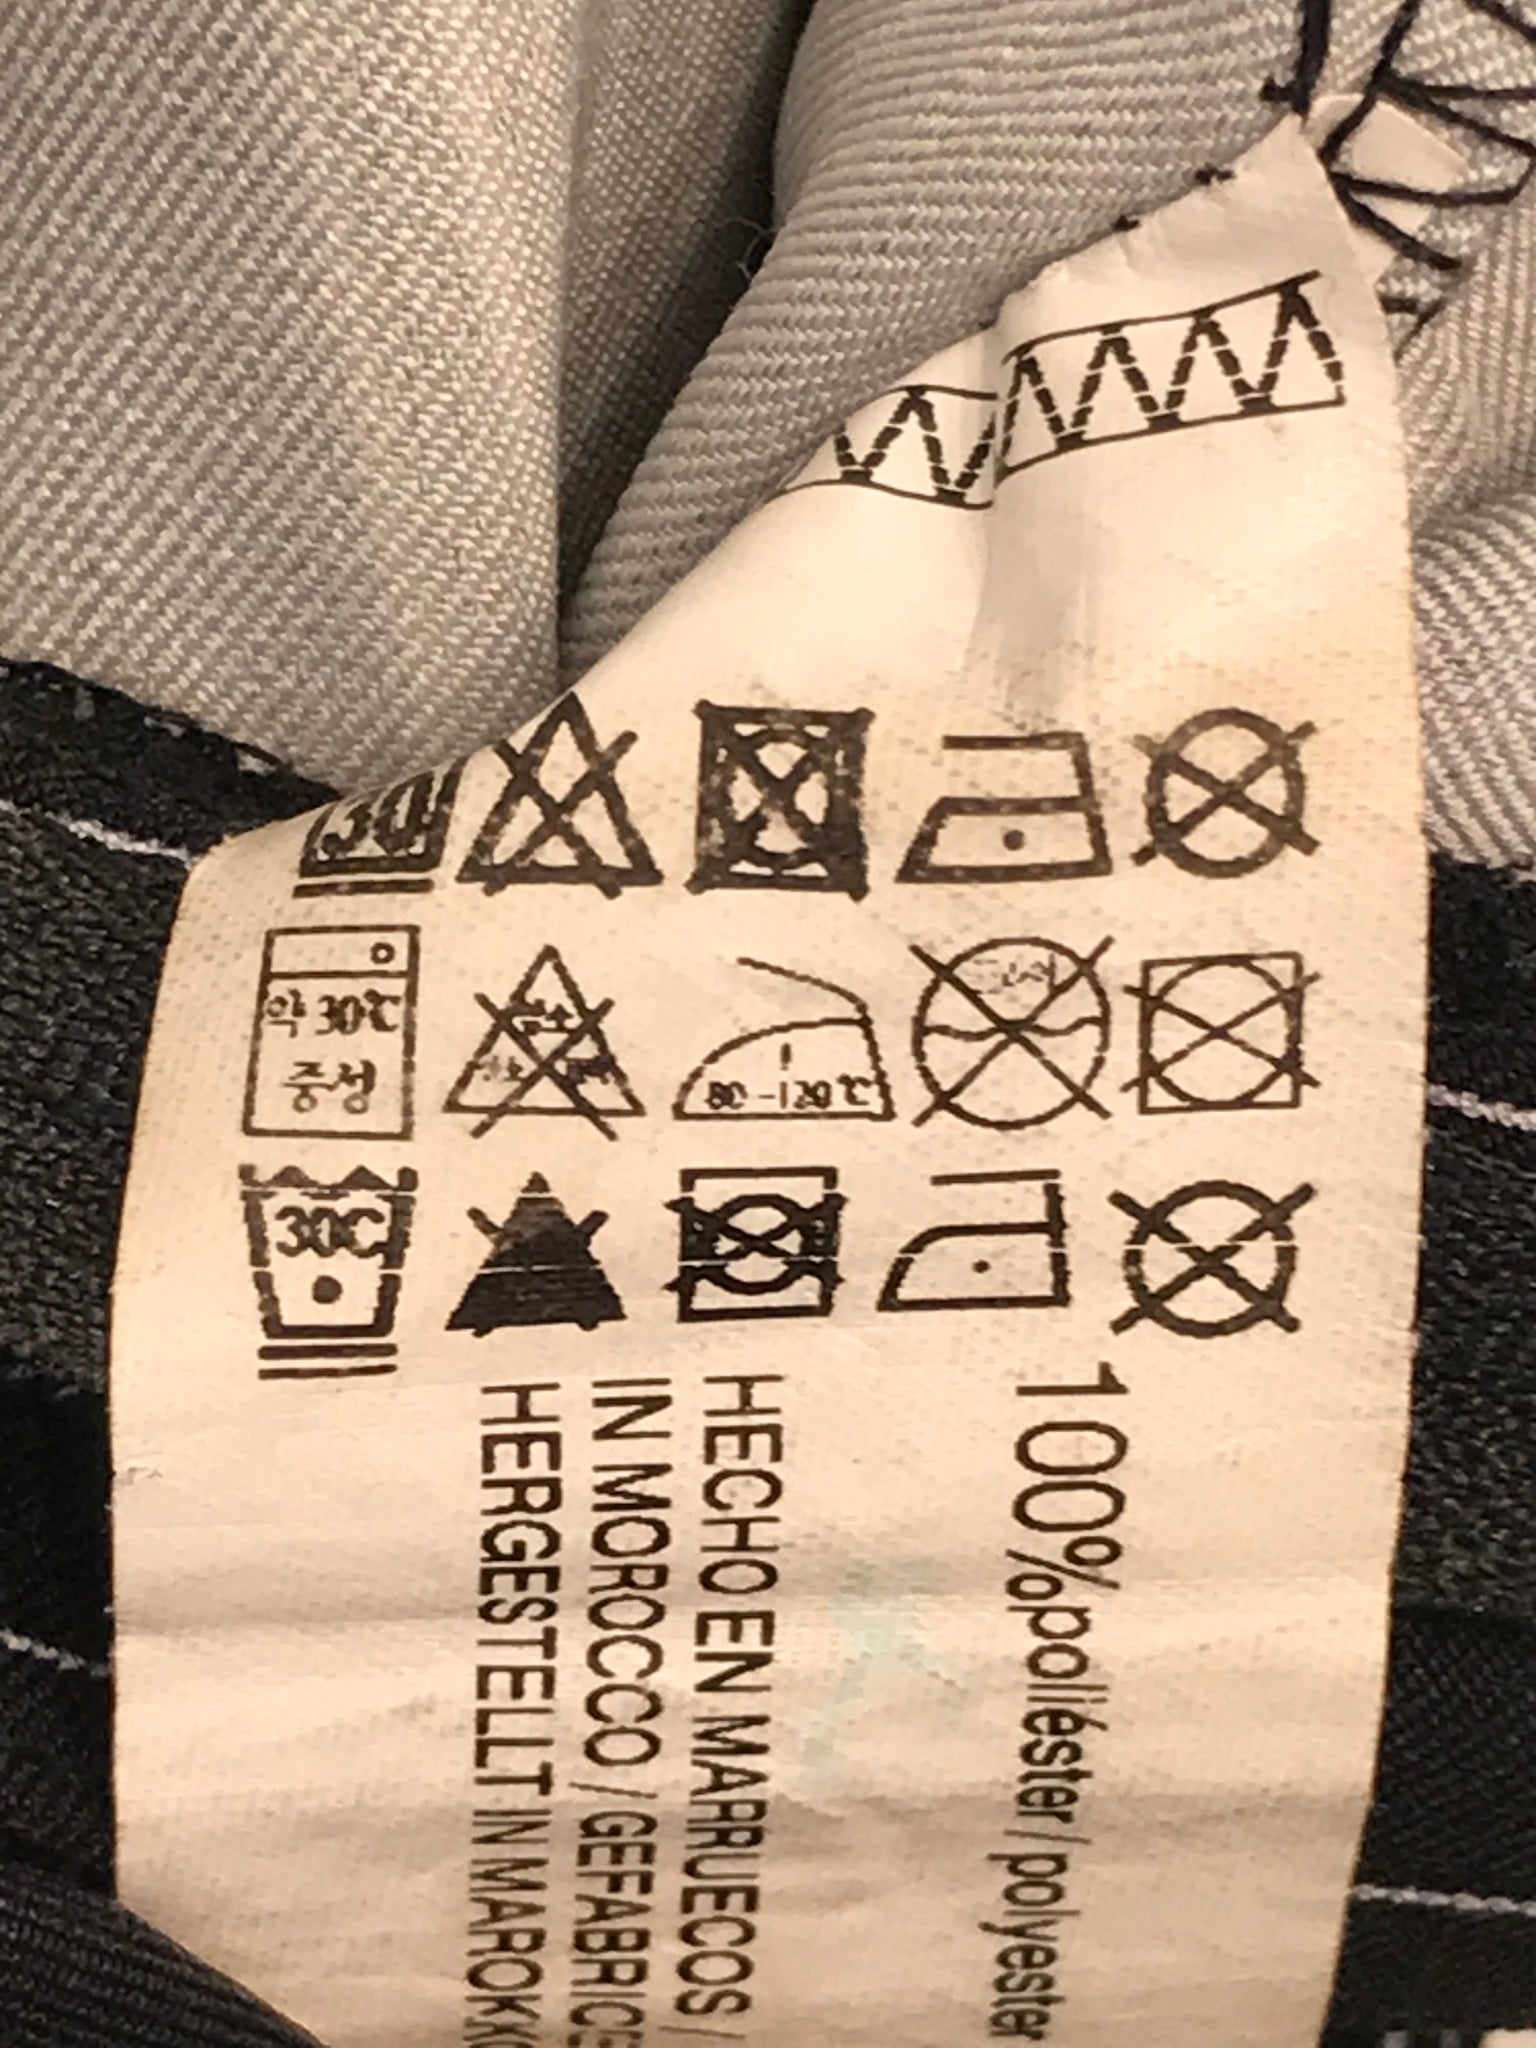 30
약 30℃
중성
80-120℃
30C
100%poliéster / polyester
HECHO EN MARRUECOS /
IN MOROCCO / GEFABRIC
HERGESTELLT IN MAROKKO